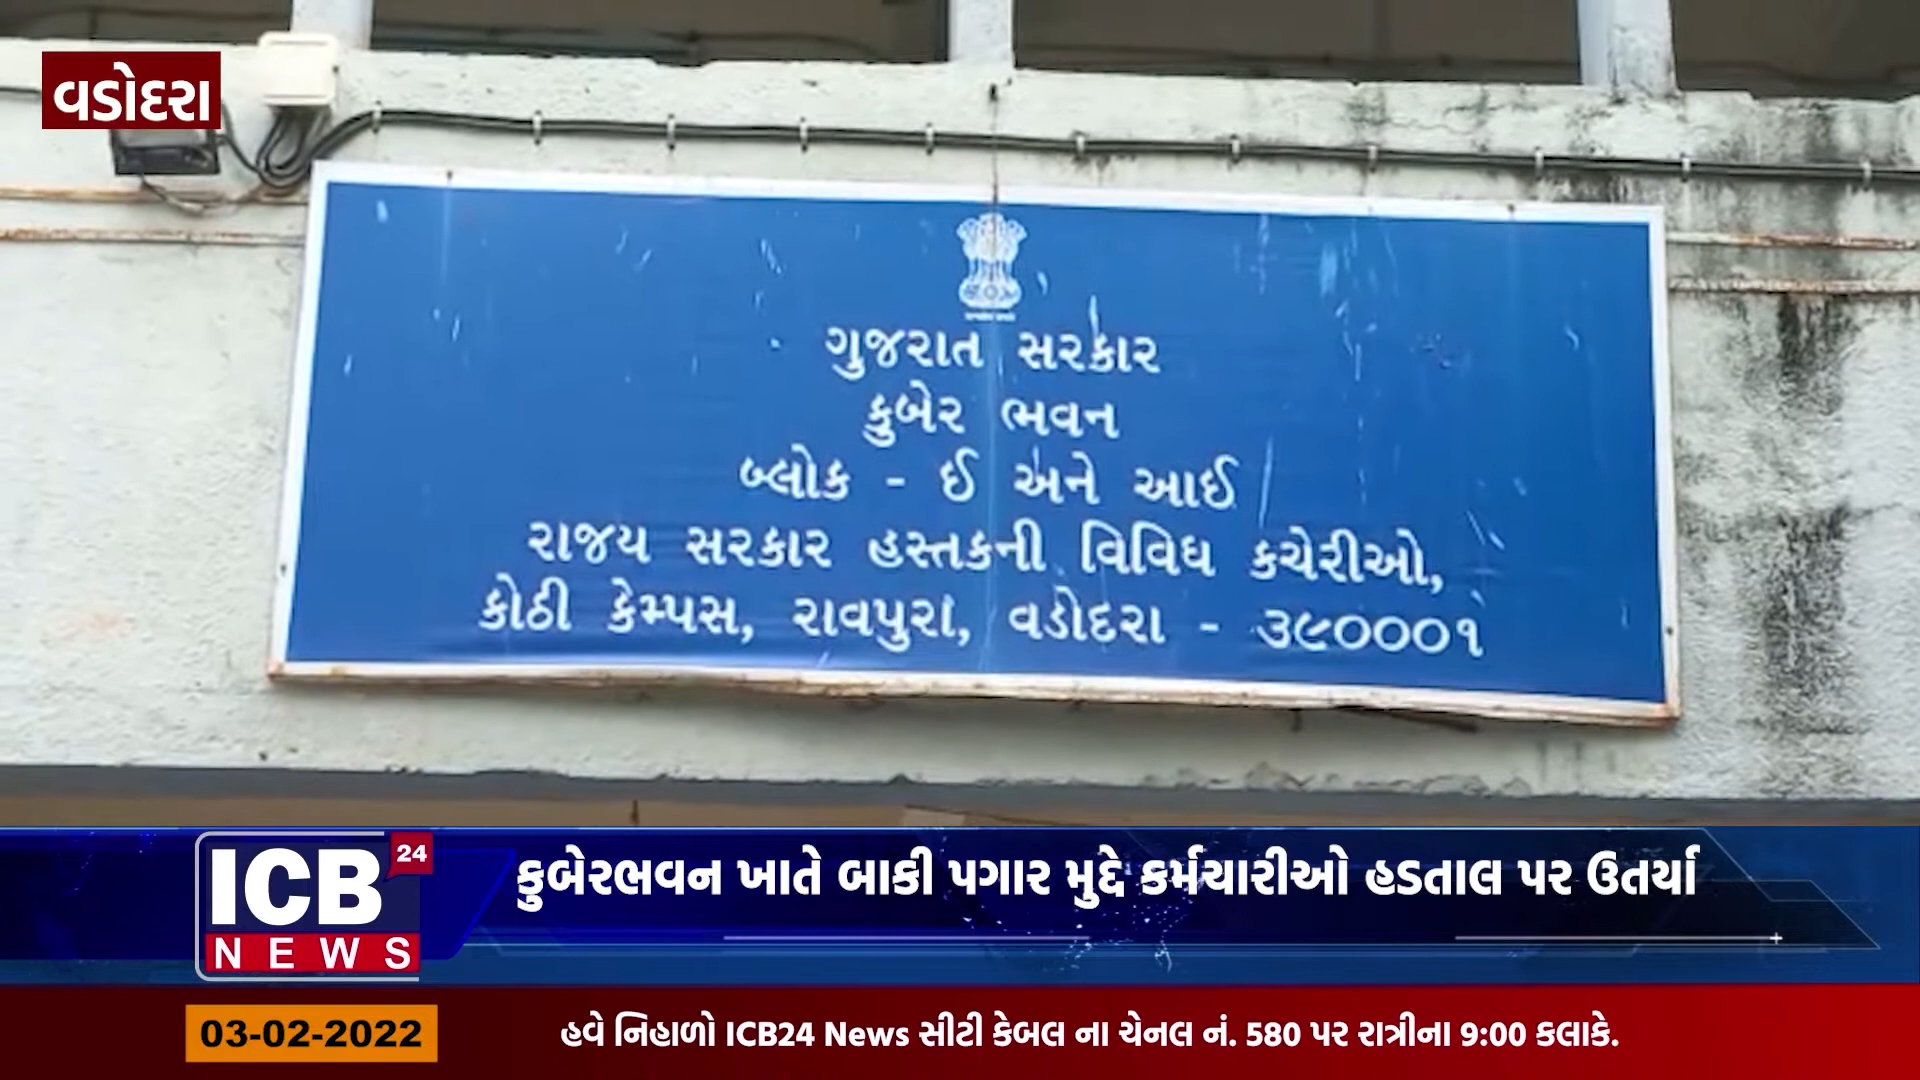 વડોદરા
ગુજરાત સરકાર
કુબેર ભવન
બ્લોક - ઈ અને આઈ
રાજય સરકાર હસ્તકની વિવિધ કચેરીઓ,
કોઠી કેમ્પસ, રાવપુરા, વડોદરા - ૩૯૦૦૦૧
ICB 24
NEWS
કુબેરભવન ખાતે બાકી પગાર મુદ્દે કર્મચારીઓ હડતાલ પર ઉતર્યા
03-02-2022
હવે નિહાળો ICB24 News સીટી કેબલ ના ચેનલ નં. 580 પર રાત્રીના 9:00 કલાકે.